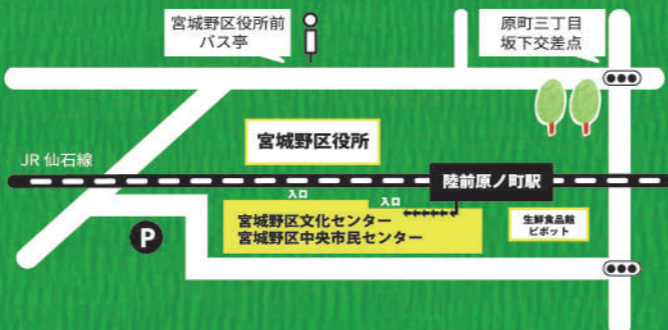 宮城野区役所前
バス亭
原町三丁目
坂下交差点
宮城野区役所
JR 仙石線
陸前原ノ町駅
入口
入口
宮城野区文化センター
宮城野区中央市民センター
生鮮食品館
ピボット
P